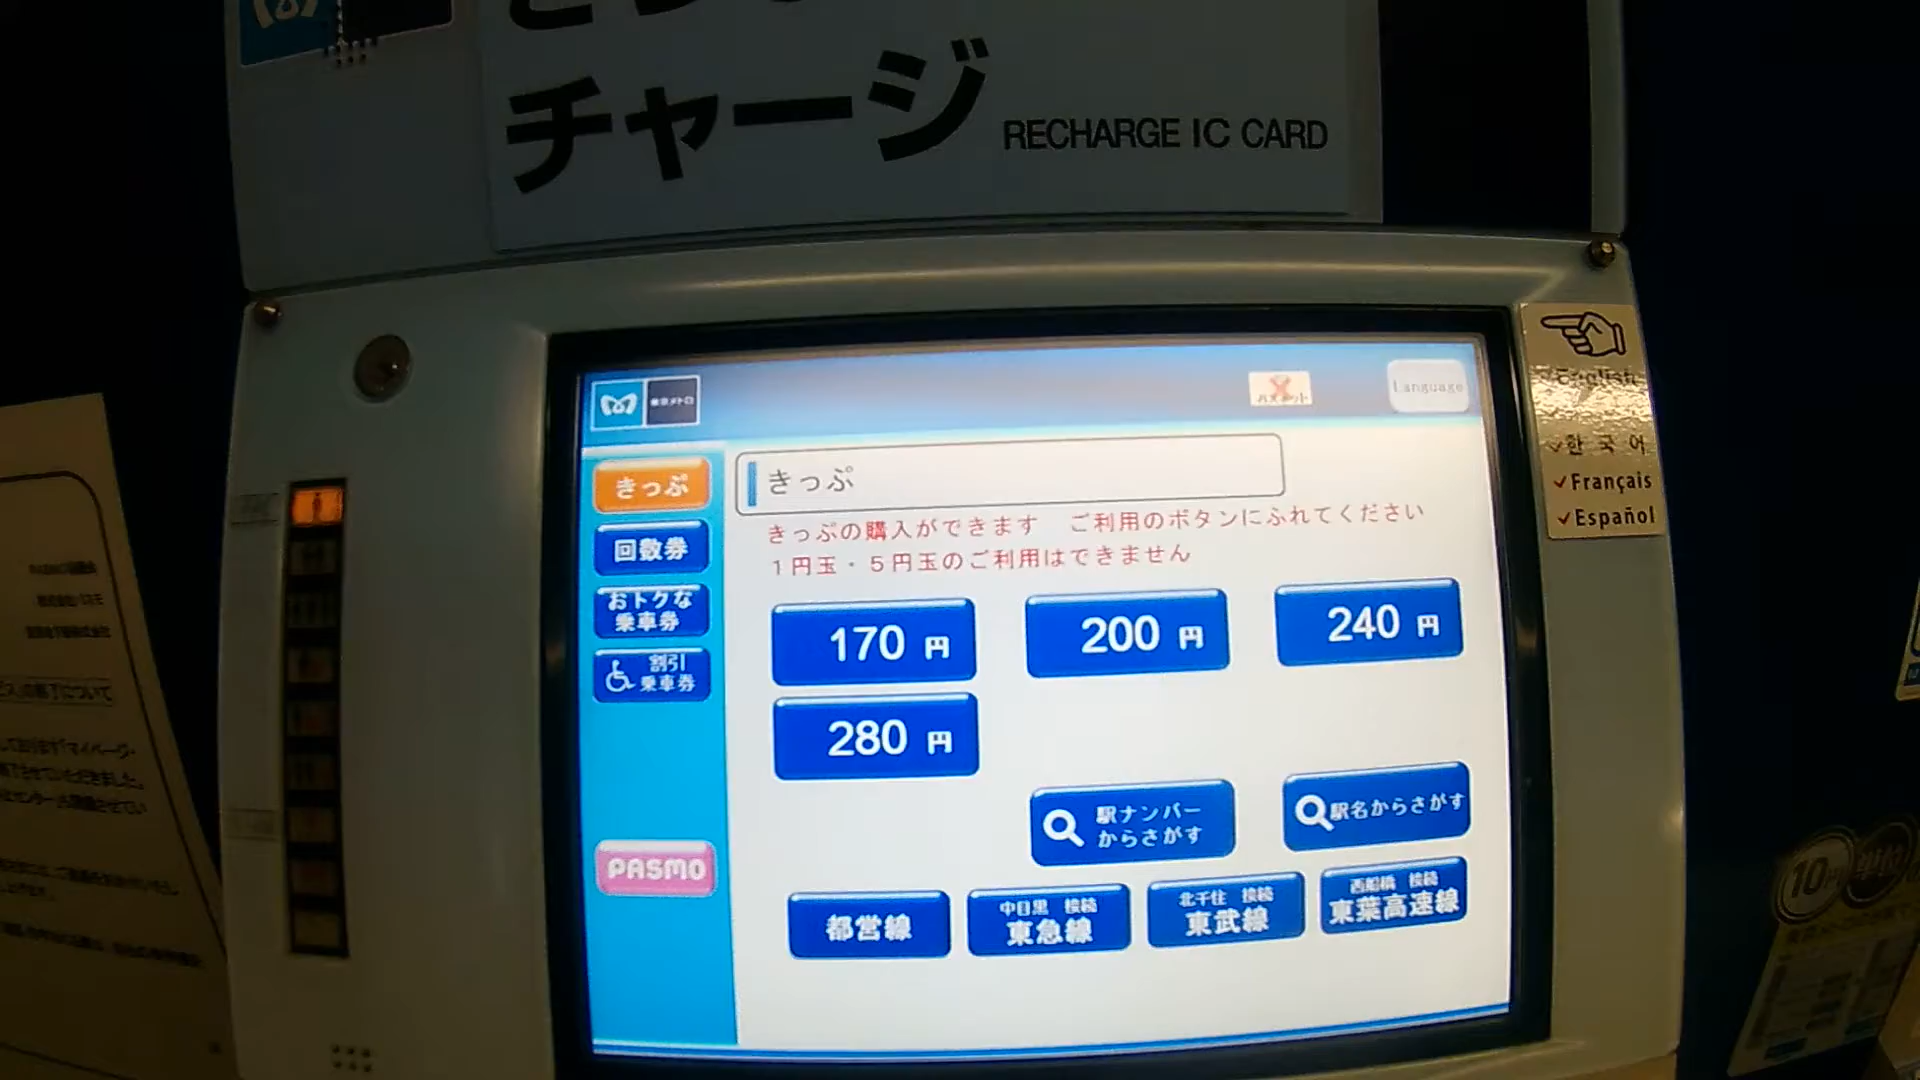 チャージ RECHARGE IC CARD
東京メトロ
パスネット
Language
English
한국어
Français
Español
きっぷ
回数券
おトクな
乗車券
割引
乗車券
PASMO
きっぷ
きっぷの購入ができます ご利用のボタンにふれてください
1円玉・5円玉のご利用はできません
170 円
200 円
240 円
280 円
駅ナンバー
からさがす
駅名からさがす
都営線
中目黒 接続
東急線
北千住 接続
東武線
西船橋 接続
東葉高速線